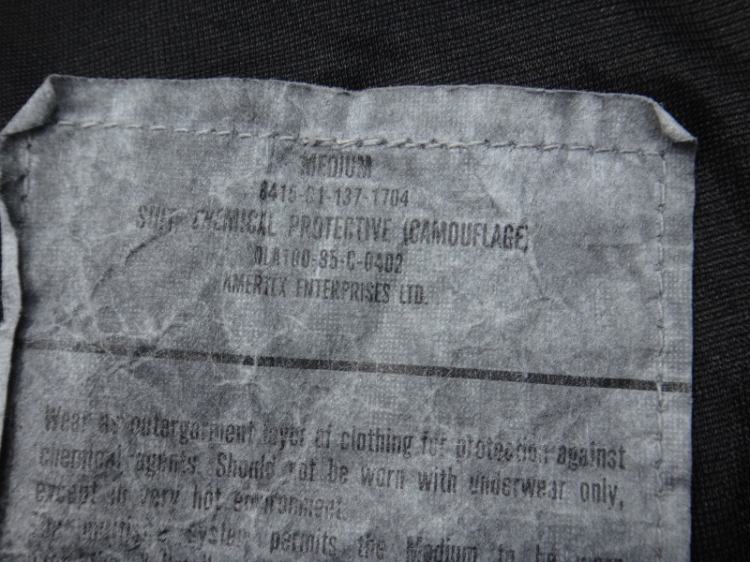 MEDIUM
8415-01-137-1704
SUIT, CHEMICAL PROTECTIVE (CAMOUFLAGE)
DLA100-85-C-0402
AMERTEX ENTERPRISES LTD.
Wear as outergarment layer of clothing for protection against
chemical agents. Should not be worn with underwear only,
except in very hot environment.
system permits the Medium to be worn